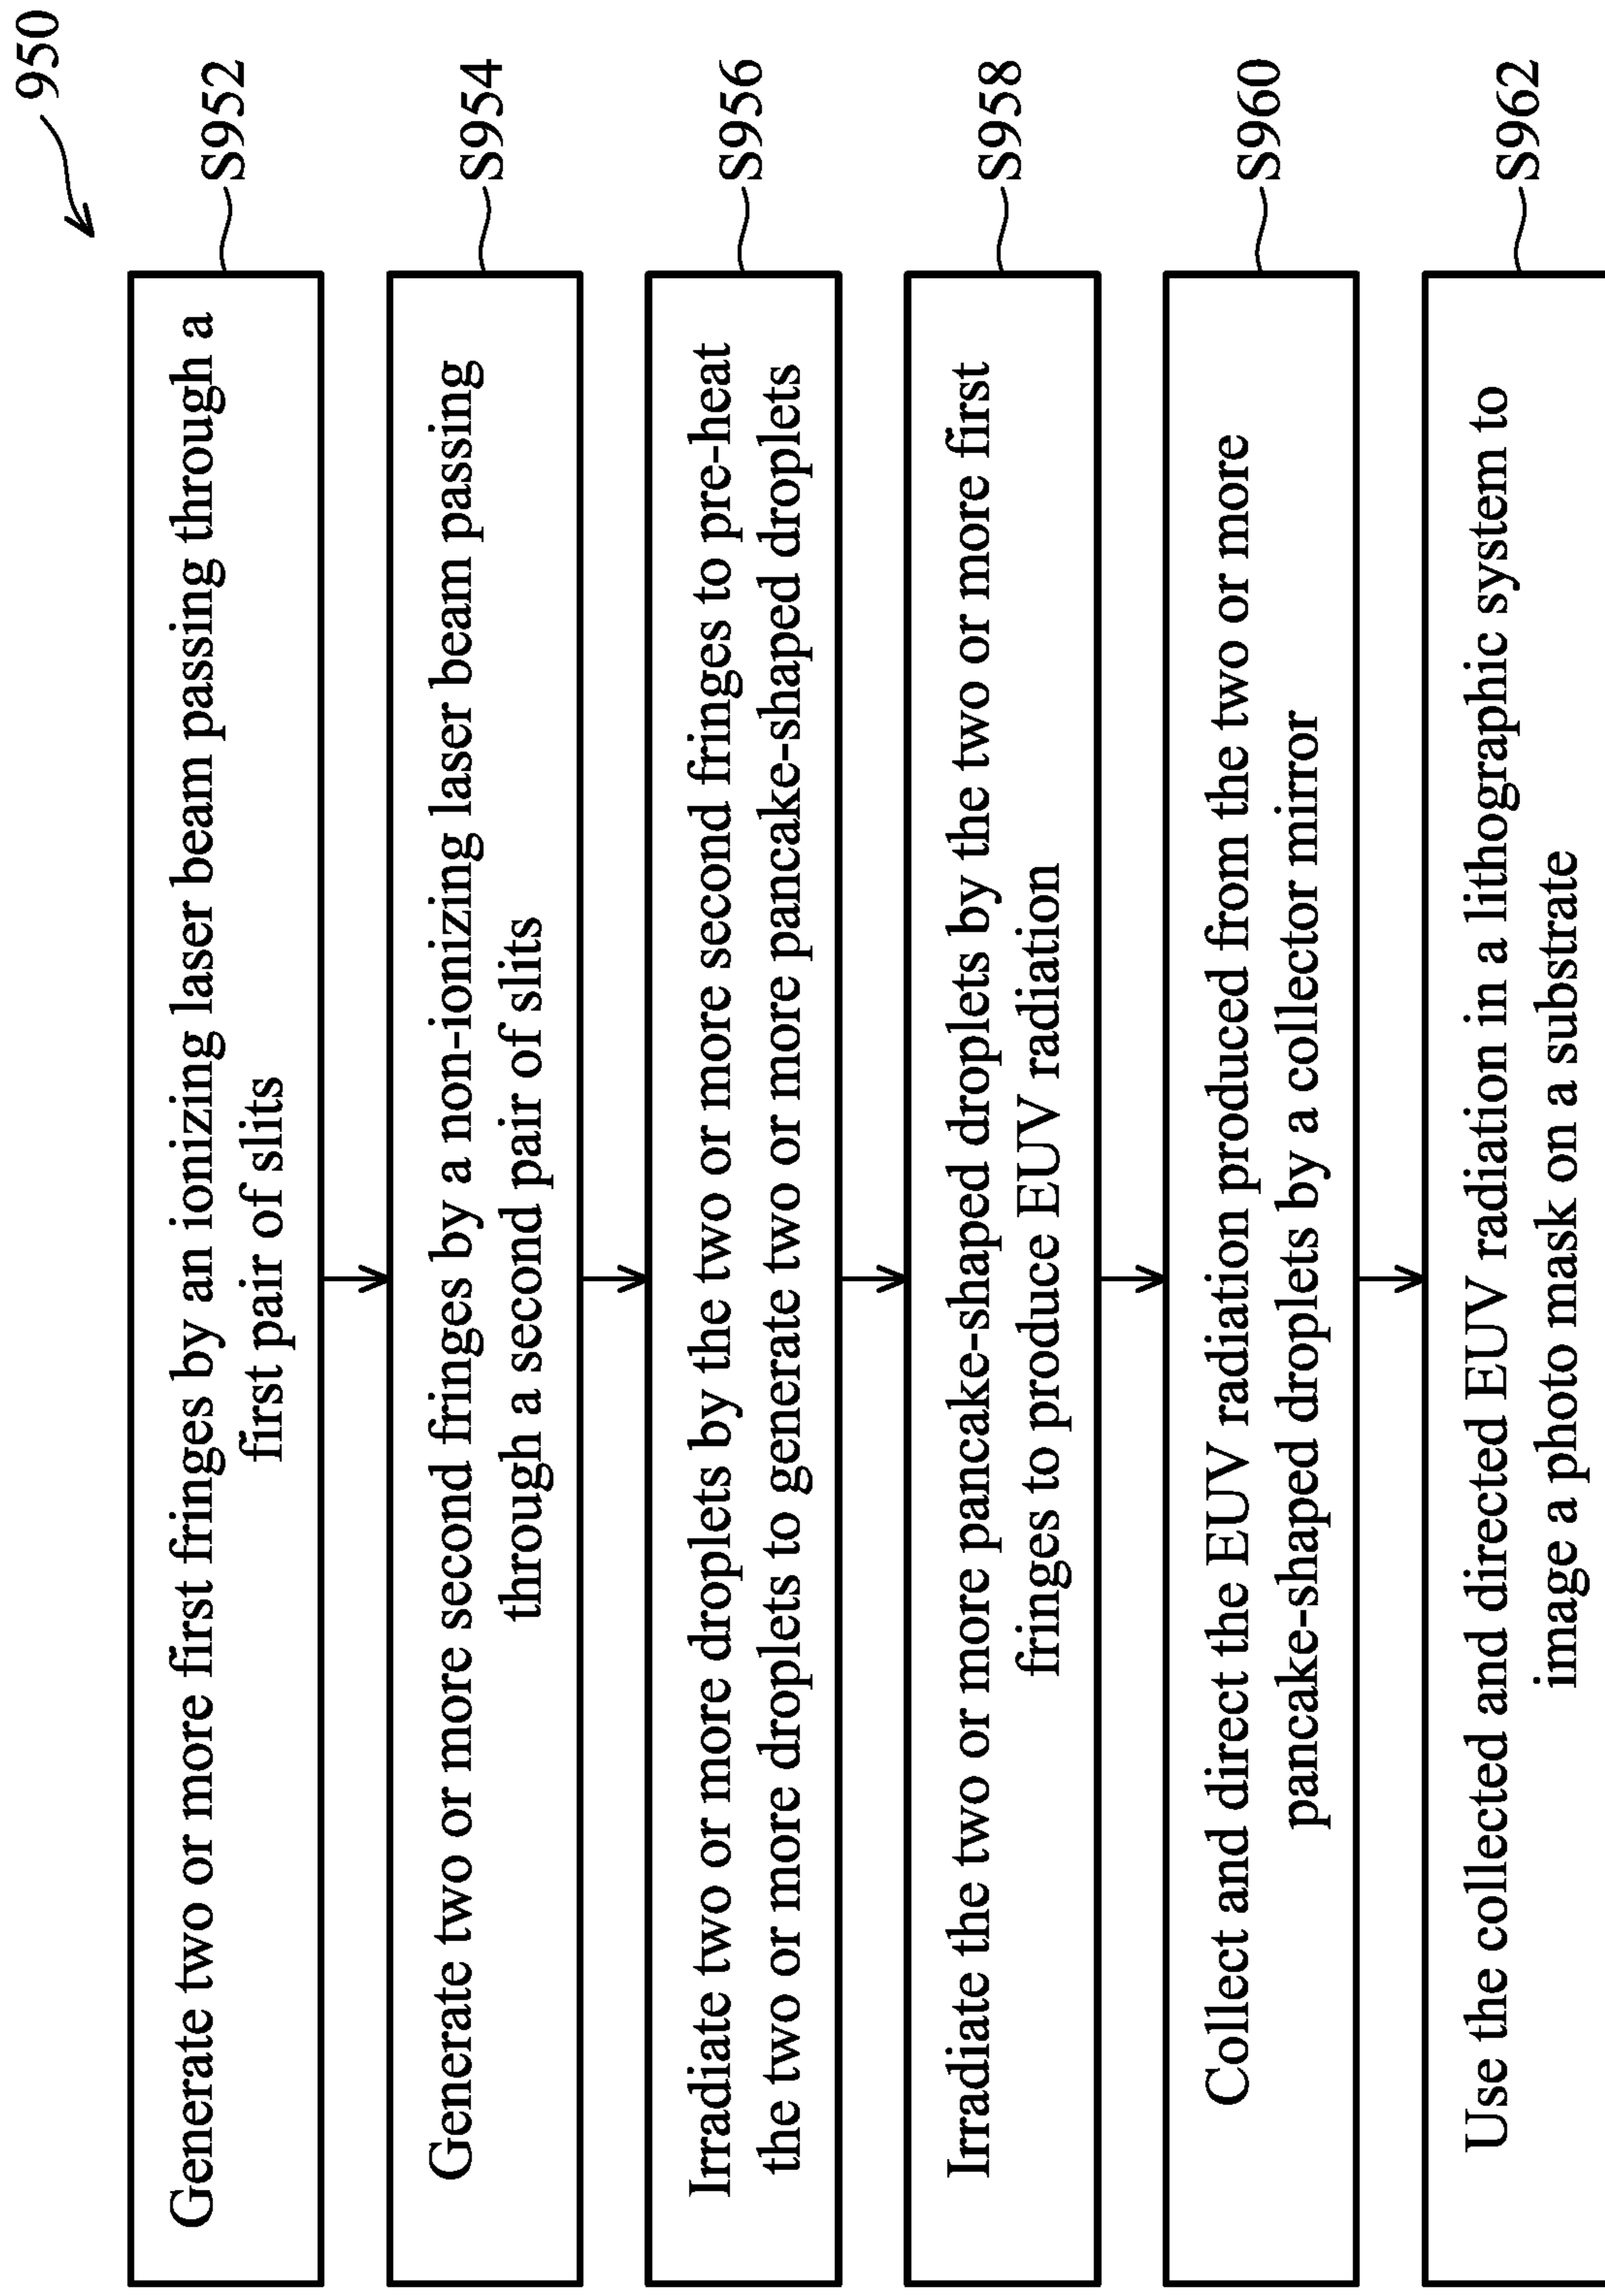 950
Generate two or more first fringes by an ionizing laser beam passing through a
first pair of slits
S952
Generate two or more second fringes by a non-ionizing laser beam passing
through a second pair of slits
S954
Irradiate two or more droplets by the two or more second fringes to pre-heat
the two or more droplets to generate two or more pancake-shaped droplets
S956
Irradiate the two or more pancake-shaped droplets by the two or more first
fringes to produce EUV radiation
S958
Collect and direct the EUV radiation produced from the two or more
pancake-shaped droplets by a collector mirror
S960
Use the collected and directed EUV radiation in a lithographic system to
image a photo mask on a substrate
S962